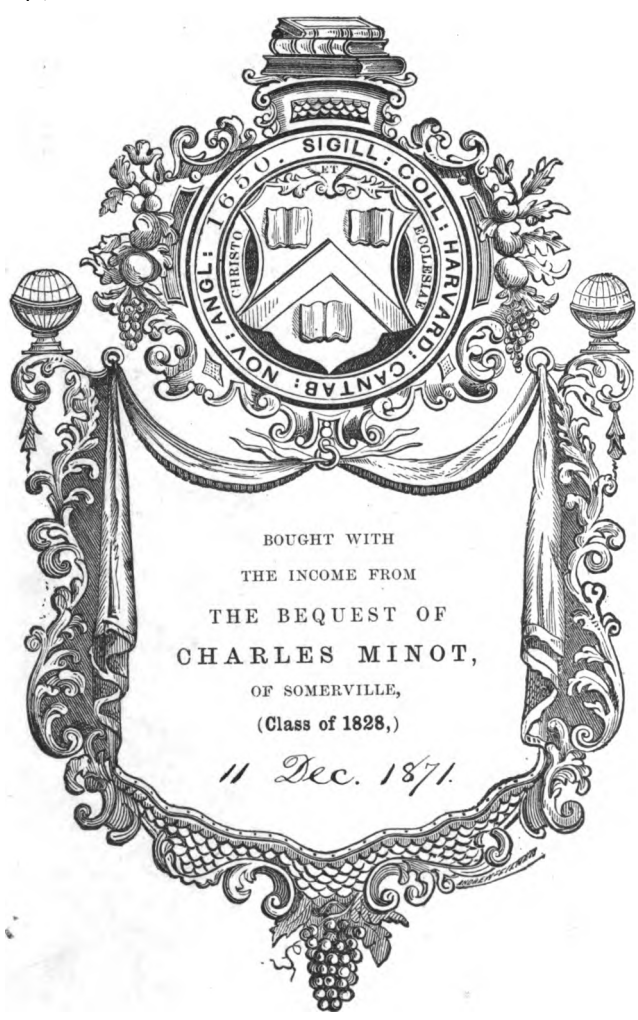 SIGILL: COLL: HARVARD: CANTAB: NOV: ANGL: 1650.
ET
CHRISTO
ECCLESIAE
BOUGHT WITH
THE INCOME FROM
THE BEQUEST OF
CHARLES MINOT,
OF SOMERVILLE,
(Class of 1828,)
11 Dec. 1871.